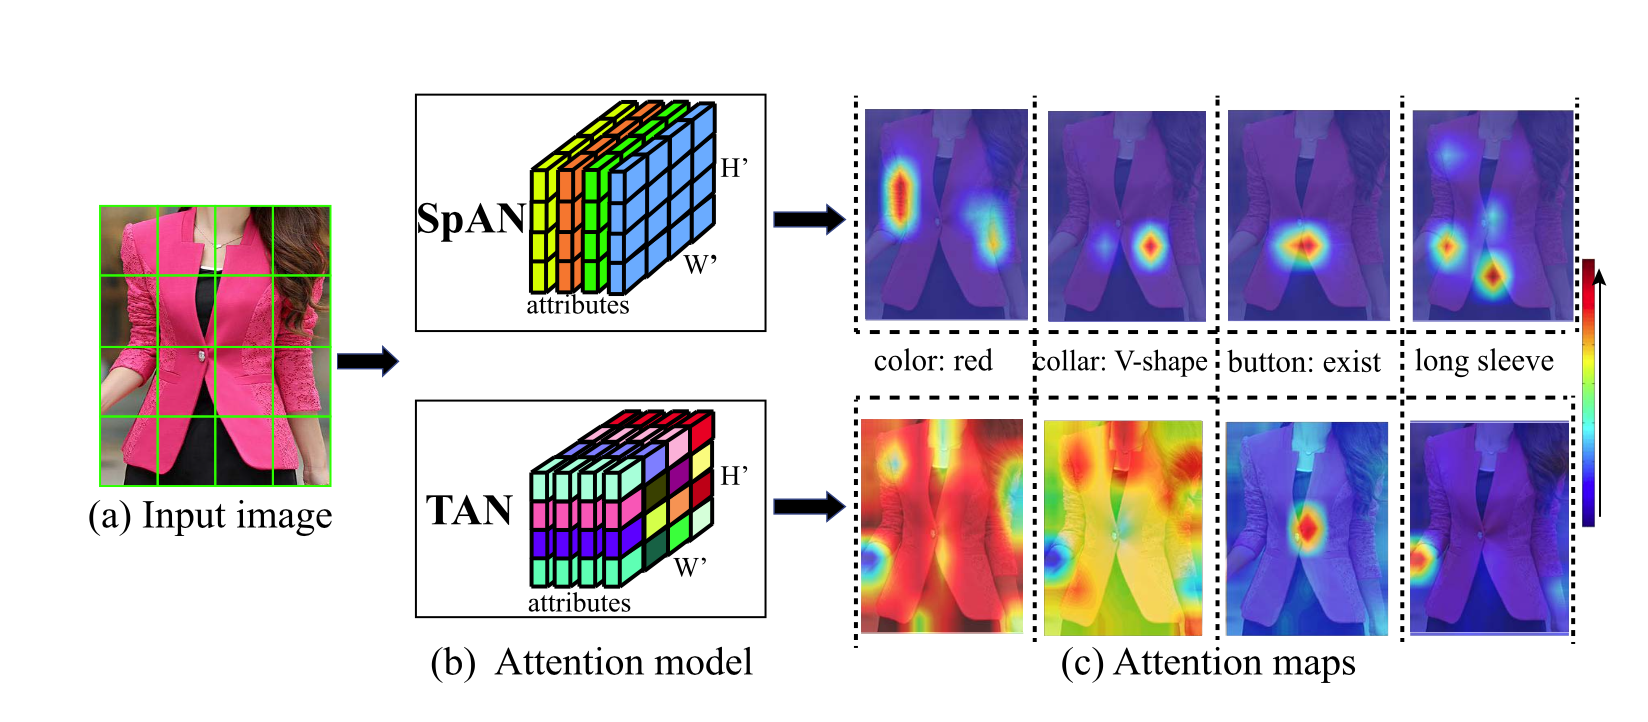 SpAN
H’
W’
attributes
color: red
collar: V-shape
button: exist
long sleeve
TAN
H’
W’
attributes
(a) Input image
(b) Attention model
(c) Attention maps